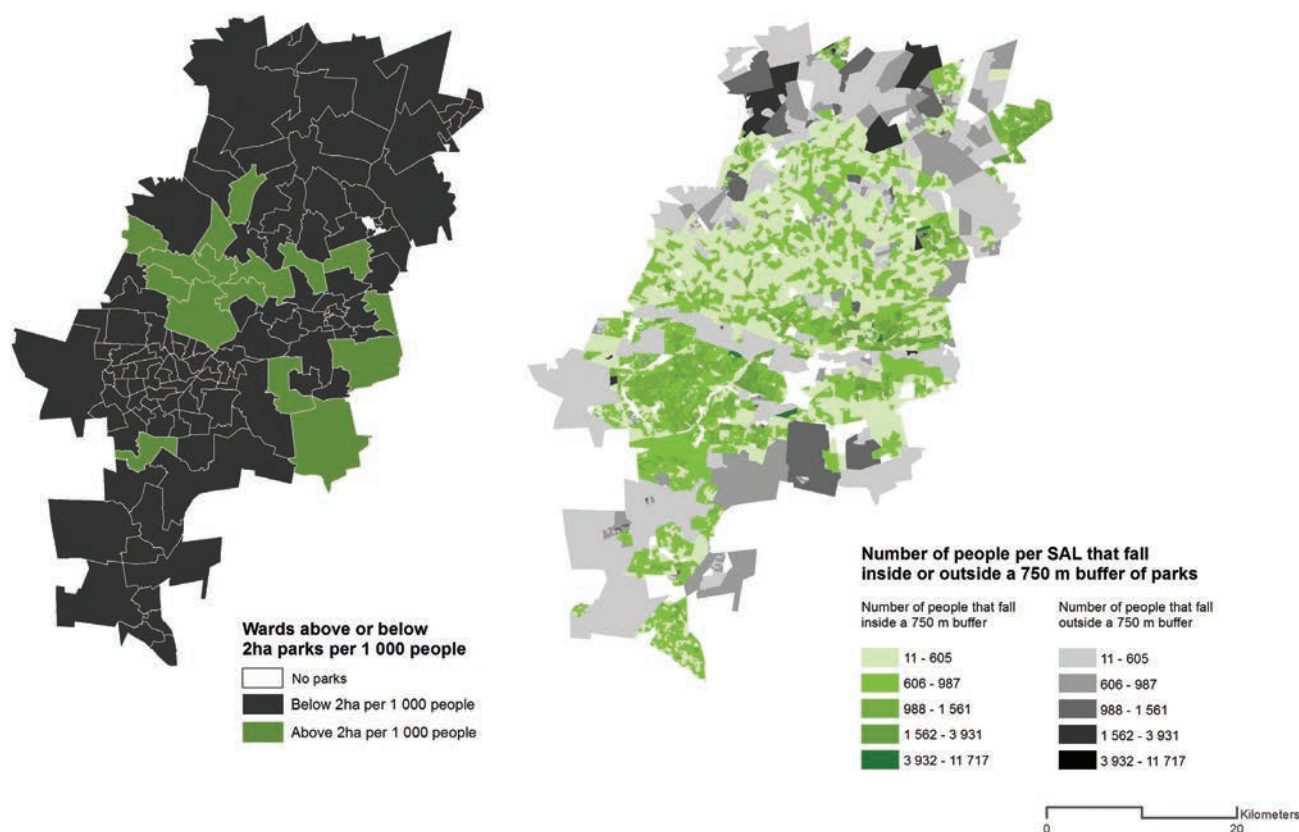 Wards above or below
2ha parks per 1 000 people
No parks
Below 2ha per 1 000 people
Above 2ha per 1 000 people
Number of people per SAL that fall
inside or outside a 750 m buffer of parks
Number of people that fall
inside a 750 m buffer
11 - 605
606 - 987
988 - 1 561
1 562 - 3 931
3 932 - 11 717
Number of people that fall
outside a 750 m buffer
11 - 605
606 - 987
988 - 1 561
1 562 - 3 931
3 932 - 11 717
Kilometers
0 20